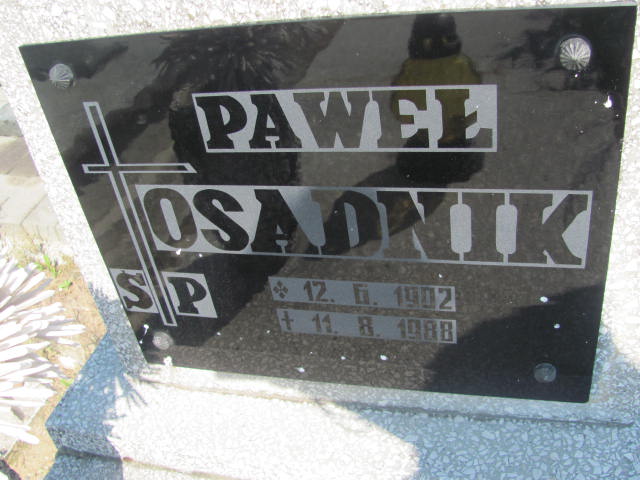 PAWEŁ
OSADNIK
ŚP
12. 6. 1902
11. 8. 1988